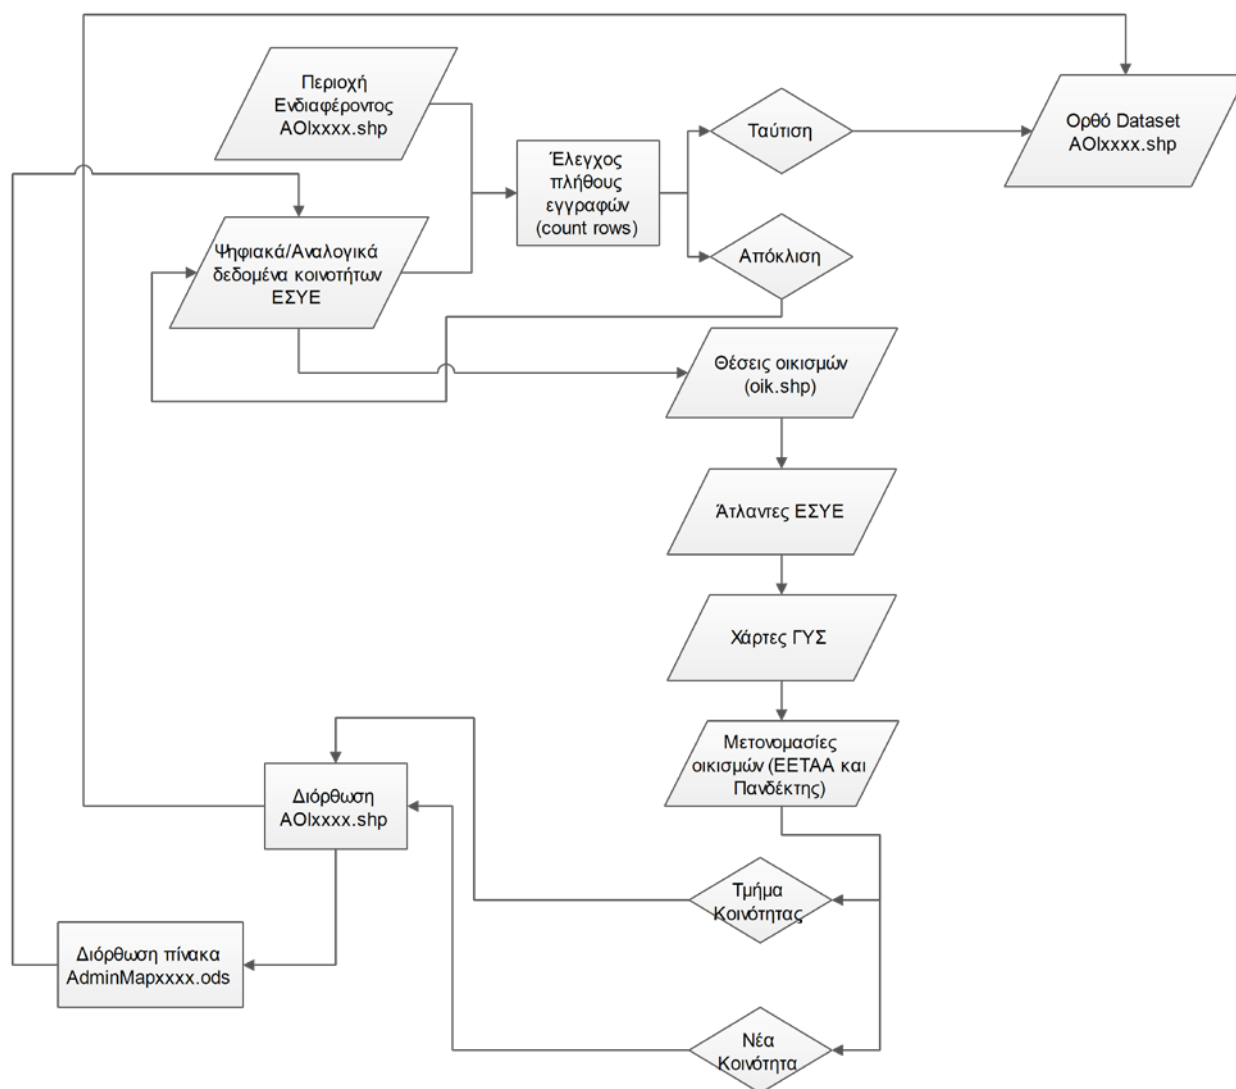 Περιοχή
Ενδιαφέροντος
AOIxxxx.shp
Ταύτιση
Ορθό Dataset
AOIxxxx.shp
Έλεγχος
πλήθους
εγγραφών
(count rows)
Ψηφιακά/Αναλογικά
δεδομένα κοινοτήτων
ΕΣΥΕ
Απόκλιση
Θέσεις οικισμών
(oik.shp)
Άτλαντες ΕΣΥΕ
Χάρτες ΓΥΣ
Μετονομασίες
οικισμών (ΕΕΤΑΑ και
Πανδέκτης)
Διόρθωση
AOIxxxx.shp
Τμήμα
Κοινότητας
Διόρθωση πίνακα
AdminMapxxxx.ods
Νέα
Κοινότητα